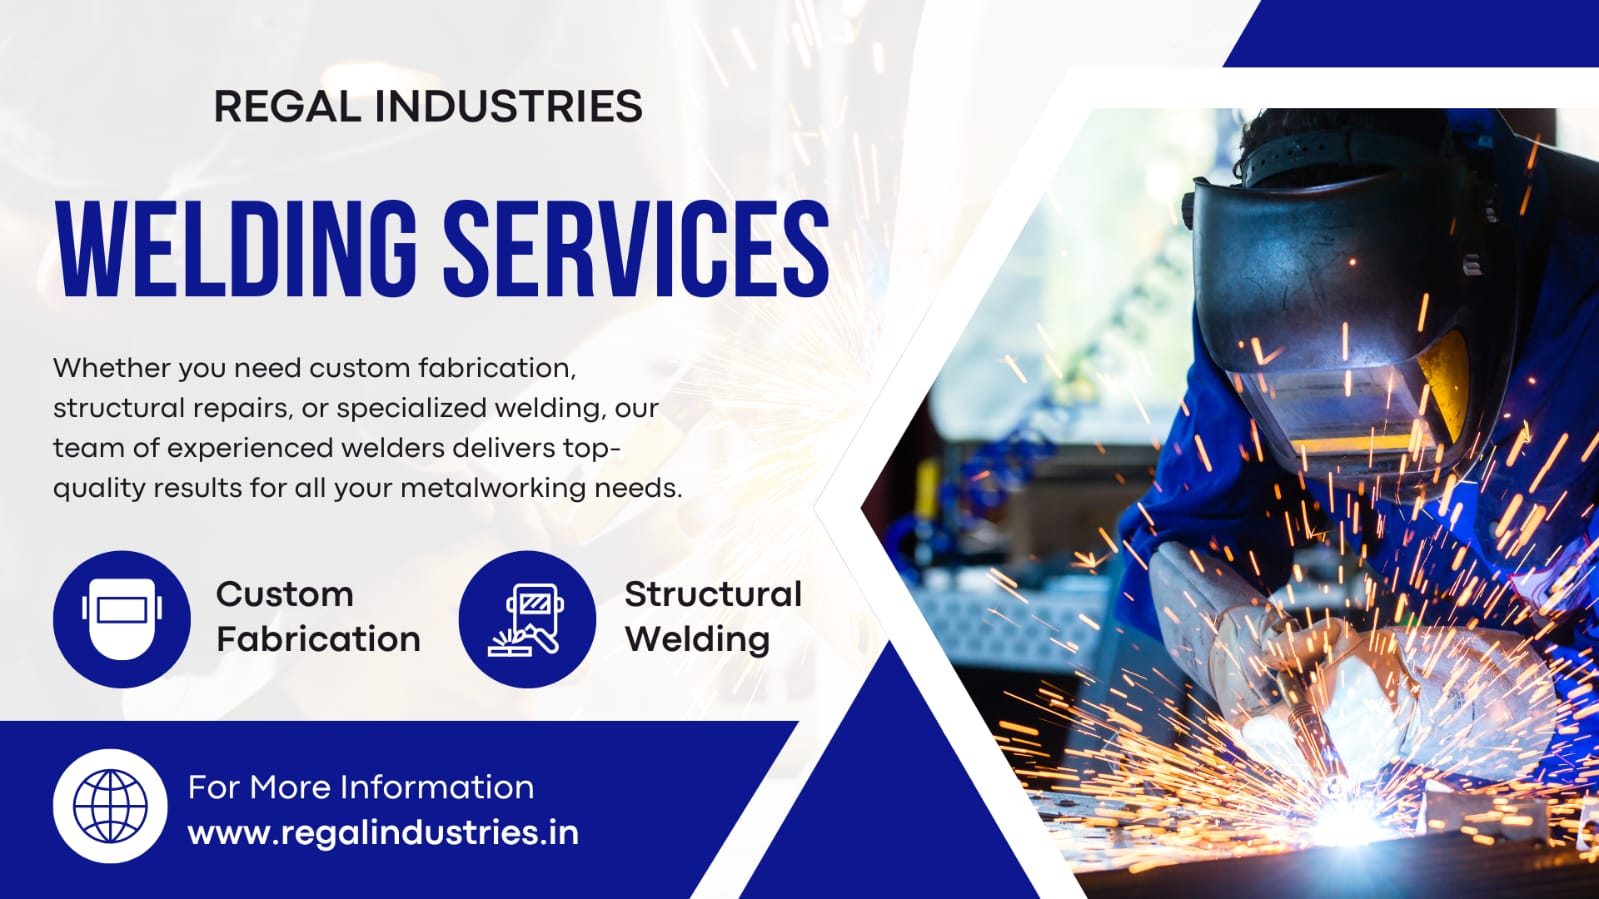 REGAL INDUSTRIES
WELDING SERVICES
Whether you need custom fabrication,
structural repairs, or specialized welding, our
team of experienced welders delivers top-
quality results for all your metalworking needs.
Custom
Fabrication
Structural
Welding
For More Information
www.regalindustries.in